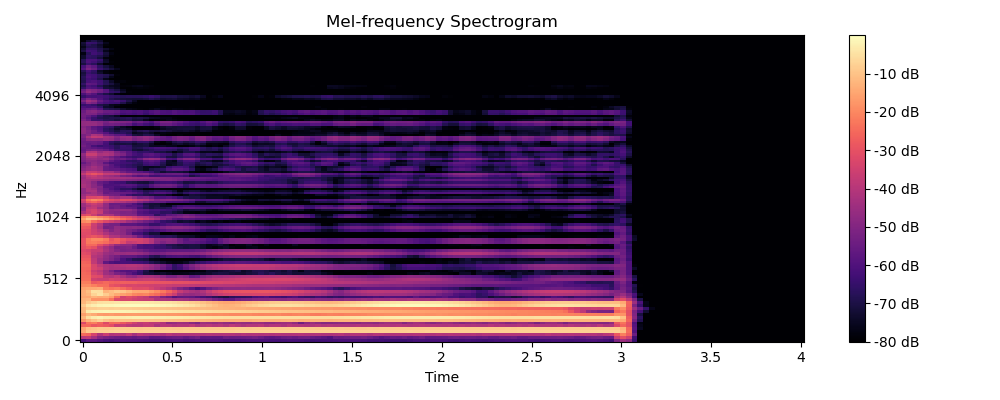 Mel-frequency Spectrogram
Hz
4096
2048
1024
512
0
0
0.5
1
1.5
2
2.5
3
3.5
4
Time
-10 dB
-20 dB
-30 dB
-40 dB
-50 dB
-60 dB
-70 dB
-80 dB